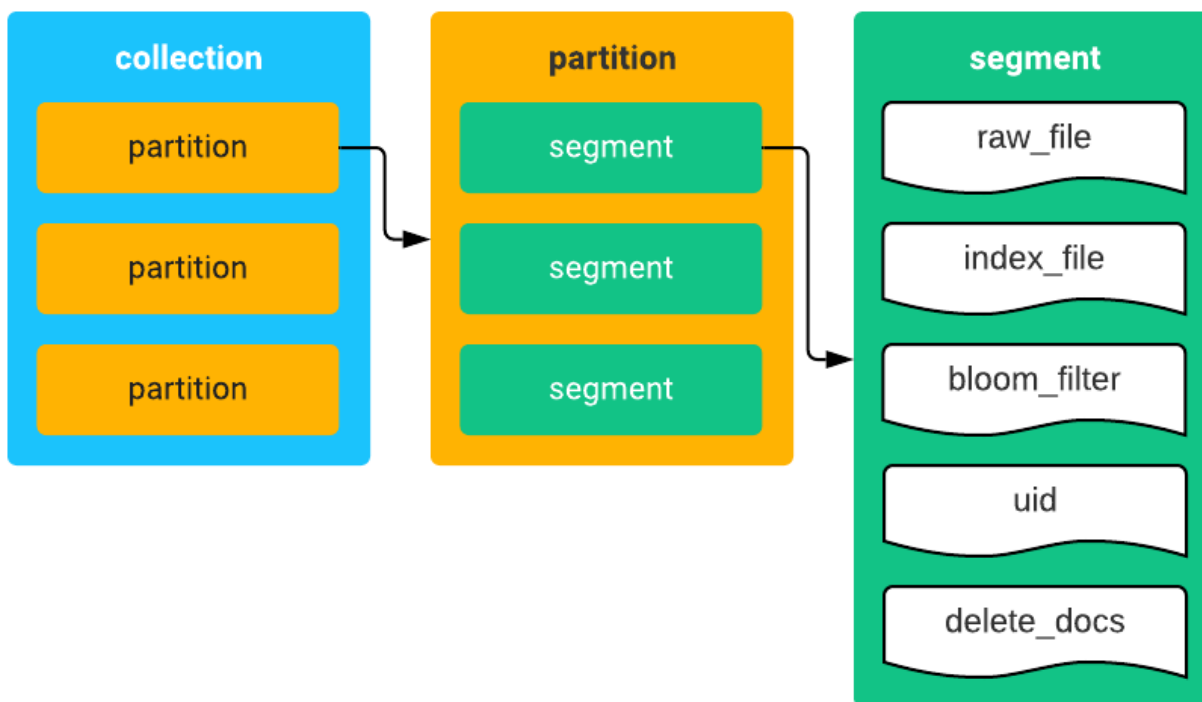 collection
partition
partition
partition
partition
segment
segment
segment
segment
raw_file
index_file
bloom_filter
uid
delete_docs